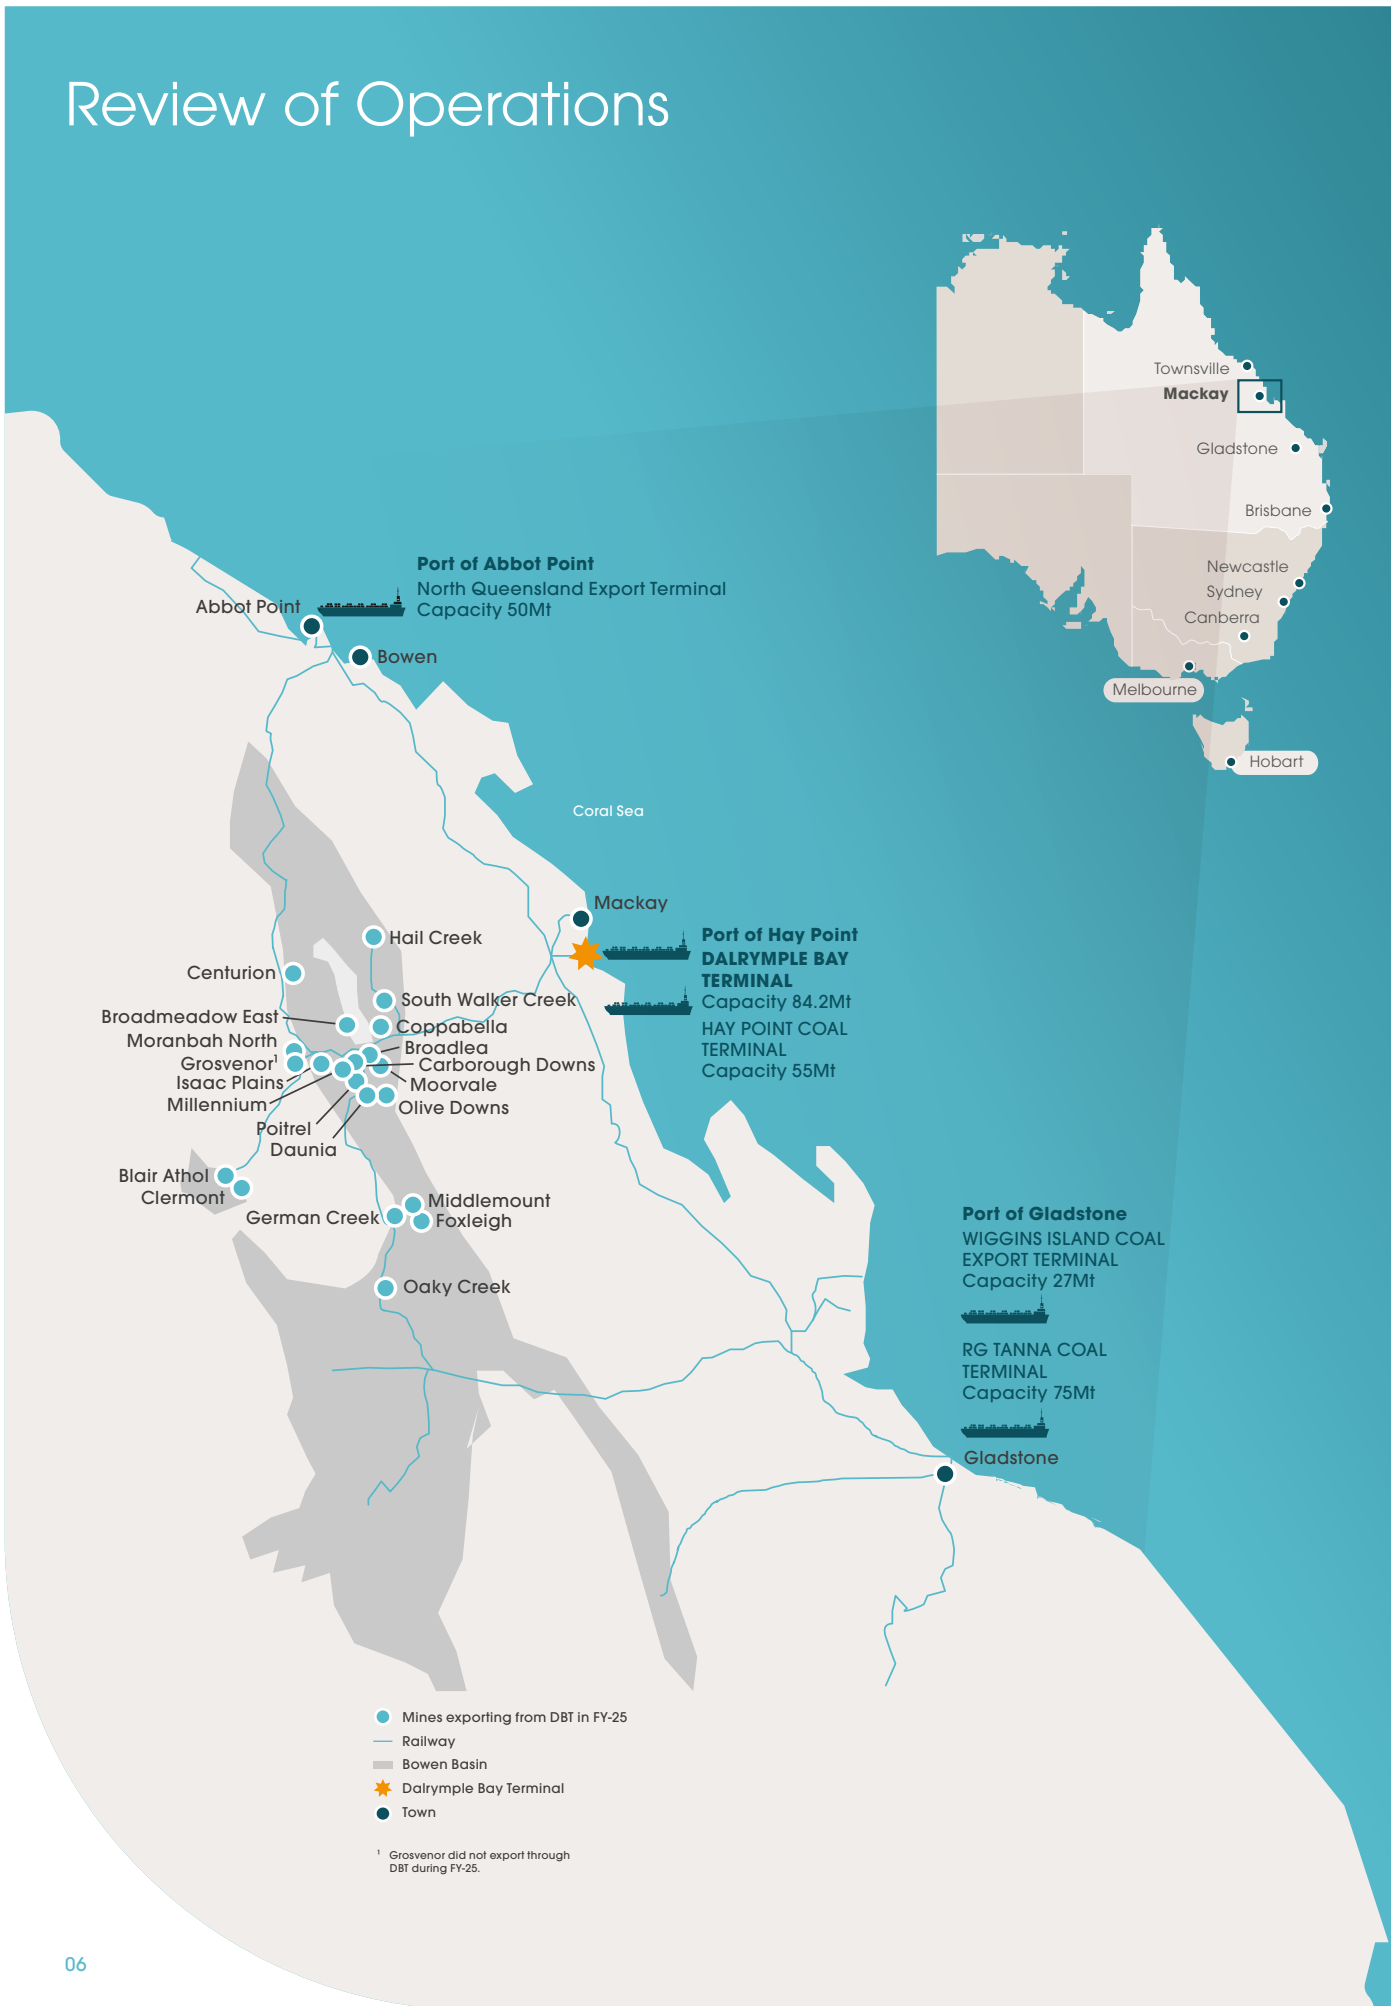 Review of Operations
Townsville
Mackay
Gladstone
Brisbane
Newcastle
Sydney
Canberra
Melbourne
Hobart
Port of Abbot Point
North Queensland Export Terminal
Capacity 50Mt
Abbot Point
Bowen
Coral Sea
Mackay
Port of Hay Point
DALRYMPLE BAY
TERMINAL
Capacity 84.2Mt
HAY POINT COAL
TERMINAL
Capacity 55Mt
Hail Creek
Centurion
South Walker Creek
Broadmeadow East
Coppabella
Moranbah North
Broadlea
Grosvenor¹
Carborough Downs
Isaac Plains
Moorvale
Millennium
Olive Downs
Poitrel
Daunia
Blair Athol
Clermont
Middlemount
German Creek
Foxleigh
Oaky Creek
Port of Gladstone
WIGGINS ISLAND COAL
EXPORT TERMINAL
Capacity 27Mt
RG TANNA COAL
TERMINAL
Capacity 75Mt
Gladstone
Mines exporting from DBT in FY-25
Railway
Bowen Basin
Dalrymple Bay Terminal
Town
¹ Grosvenor did not export through
DBT during FY-25.
06